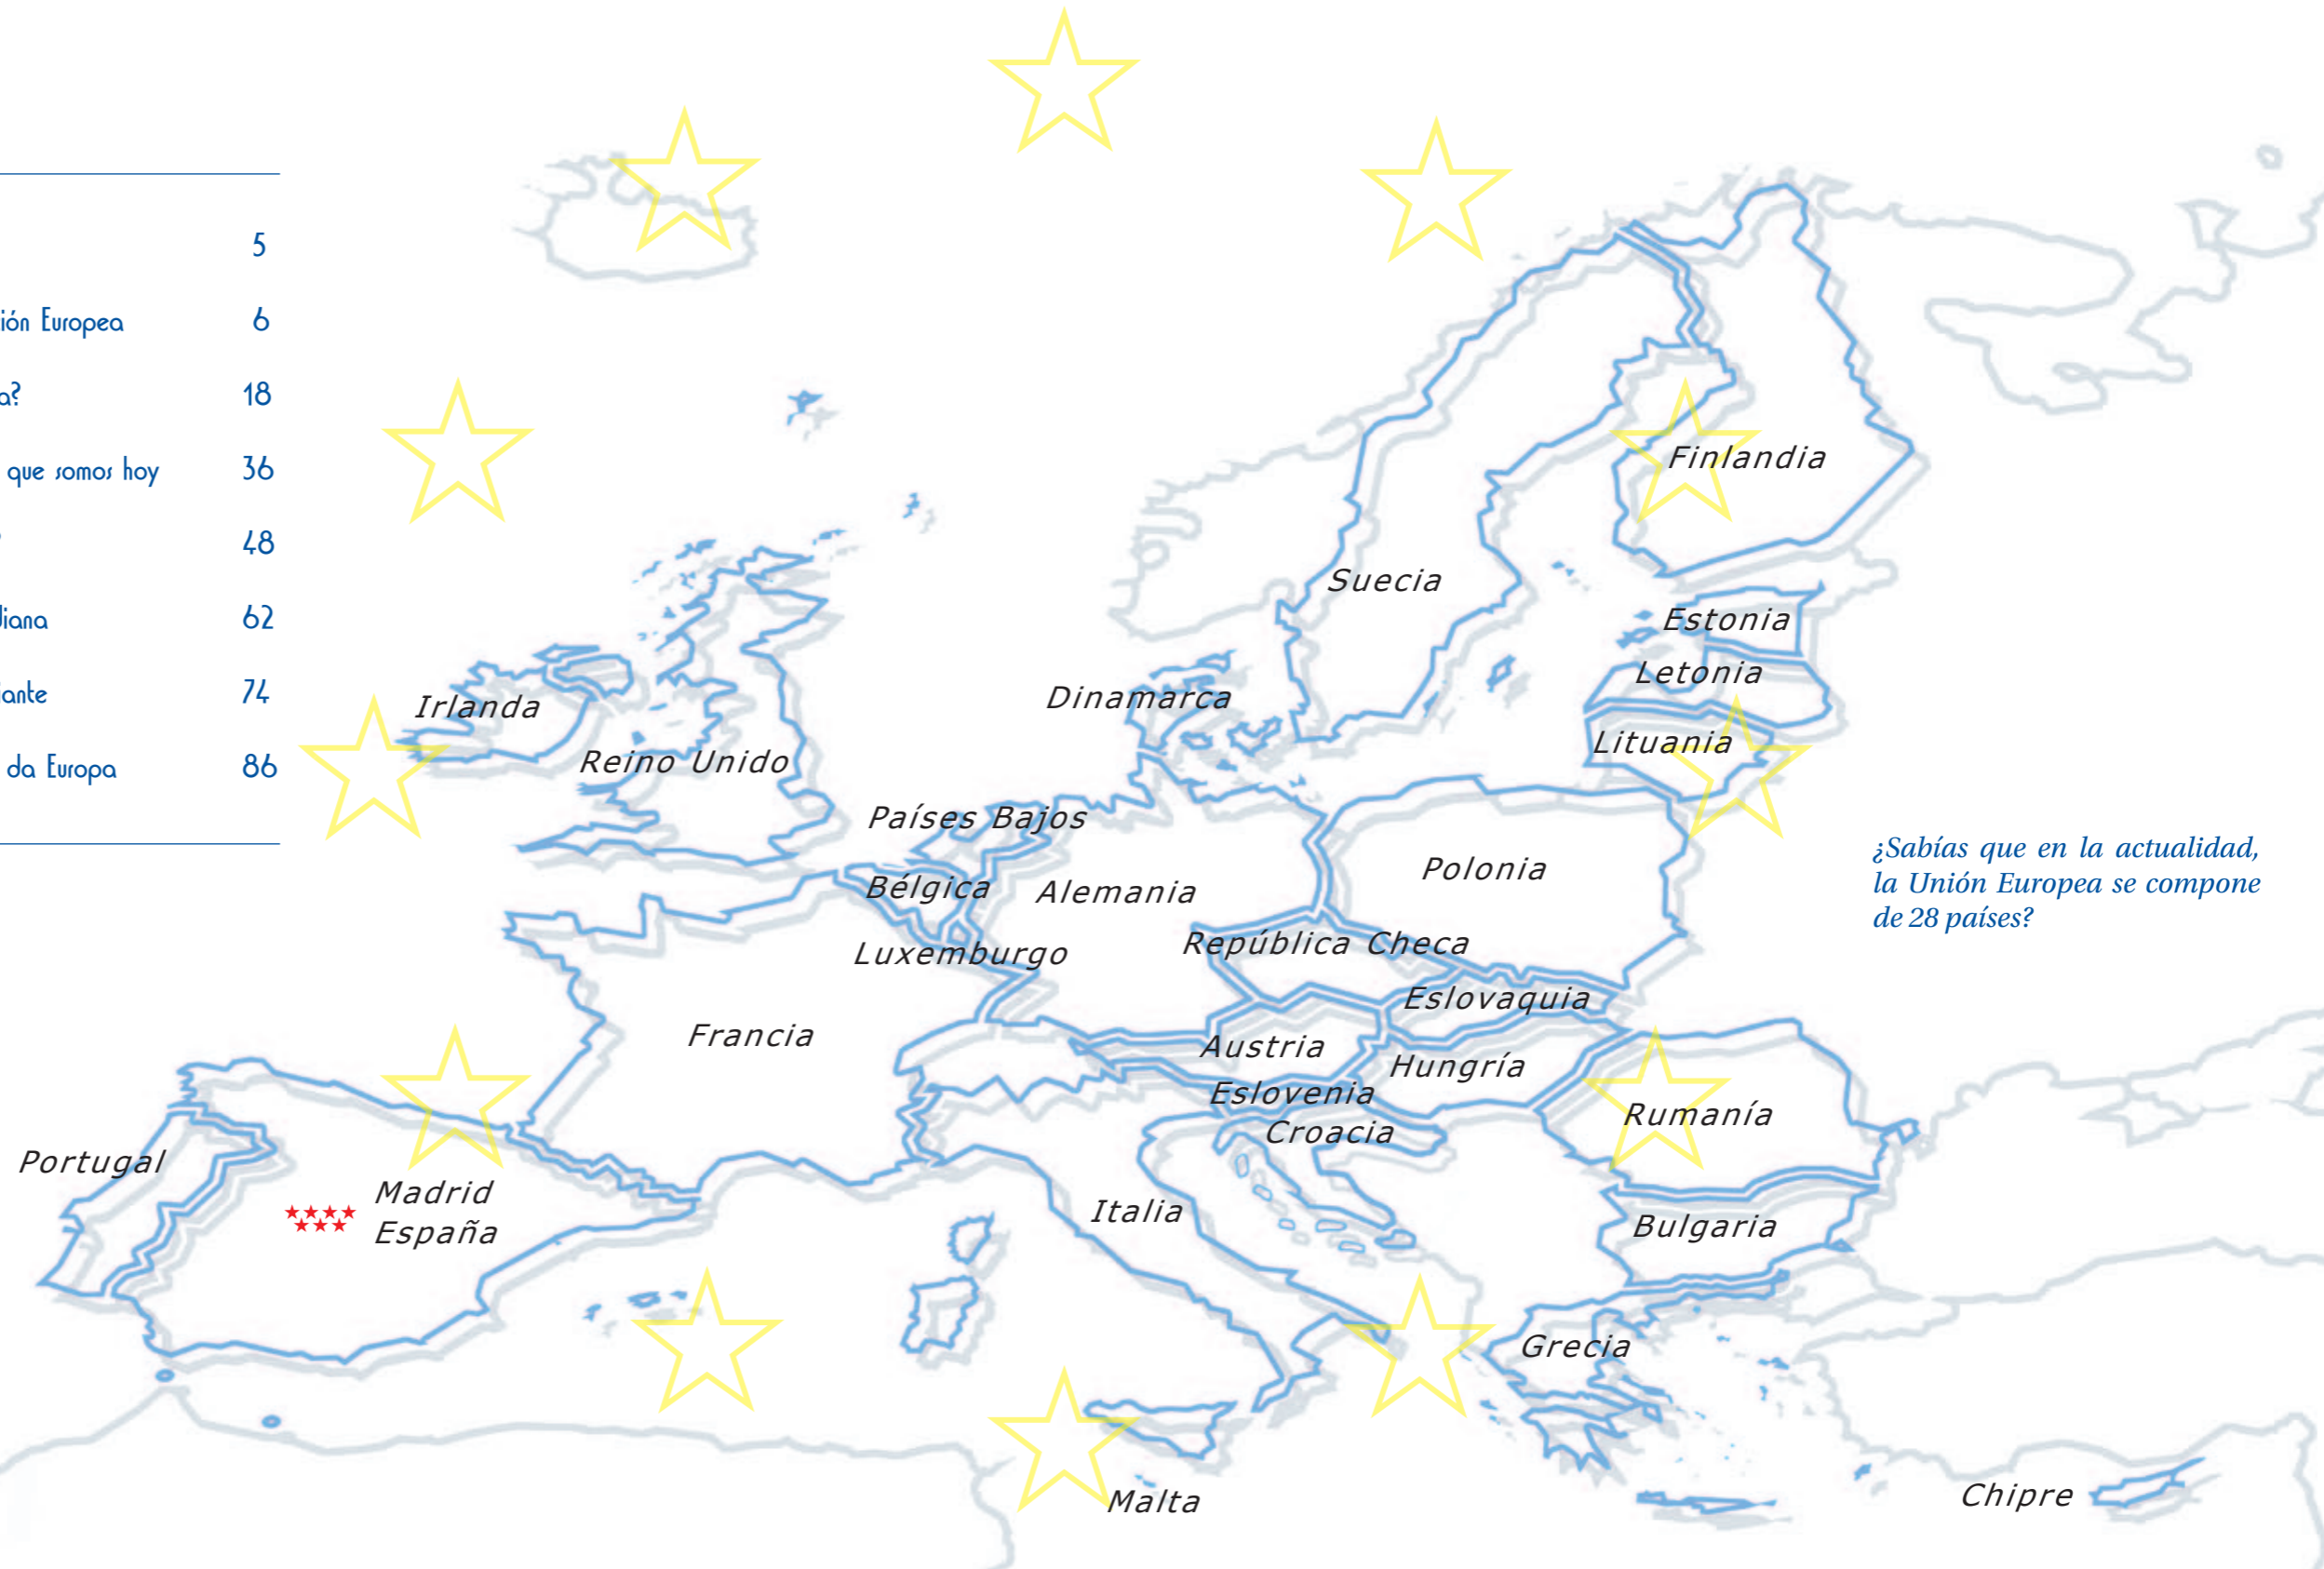 5
ión Europea 6
a? 18
que somos hoy 36
? 48
diana 62
iante 74
da Europa 86
Finlandia
Suecia
Estonia
Letonia
Dinamarca
Irlanda
Lituania
Reino Unido
Países Bajos
¿Sabías que en la actualidad,
la Unión Europea se compone
de 28 países?
Polonia
Bélgica
Alemania
República Checa
Luxemburgo
Eslovaquia
Francia
Austria
Hungría
Eslovenia
Rumanía
Croacia
Portugal
Madrid
España
Italia
Bulgaria
Grecia
Chipre
Malta